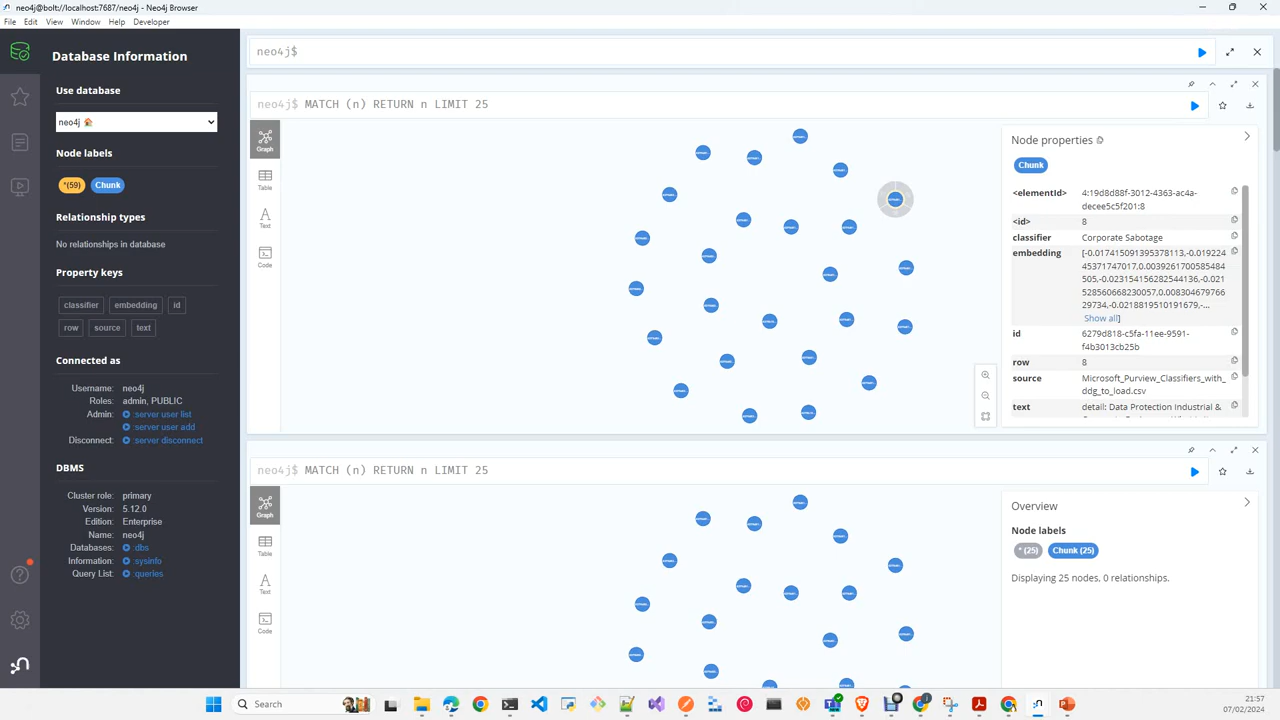 neo4j@bolt://localhost:7687/neo4j - Neo4j Browser
File Edit View Window Help Developer
Database Information
Use database
neo4j
Node labels
*(59) Chunk
Relationship types
No relationships in database
Property keys
classifier embedding id
row source text
Connected as
Username: neo4j
Roles: admin, PUBLIC
Admin: :server user list
:server user add
Disconnect: :server disconnect
DBMS
Cluster role: primary
Version: 5.12.0
Edition: Enterprise
Name: neo4j
Databases: :dbs
Information: :sysinfo
Query List: :queries
neo4j$
neo4j$ MATCH (n) RETURN n LIMIT 25
Graph
Table
Text
Code
Node properties
Chunk
<elementId> 4:19d8d88f-3012-4363-ac4a-
decee5c5f201:8
<id> 8
classifier Corporate Sabotage
embedding [-0.017415091395378113,-0.019224
45371747017,0.0039261700585484
505,-0.023154156282544136,-0.021
528560668230057,0.008304679766
29734,-0.0218819510191679,-…
Show all]
id 6279d818-c5fa-11ee-9591-
f4b3013cb25b
row 8
source Microsoft_Purview_Classifiers_with_
ddg_to_load.csv
text detail: Data Protection Industrial &
neo4j$ MATCH (n) RETURN n LIMIT 25
Graph
Table
Text
Code
Overview
Node labels
* (25) Chunk (25)
Displaying 25 nodes, 0 relationships.
Search
21:57
07/02/2024